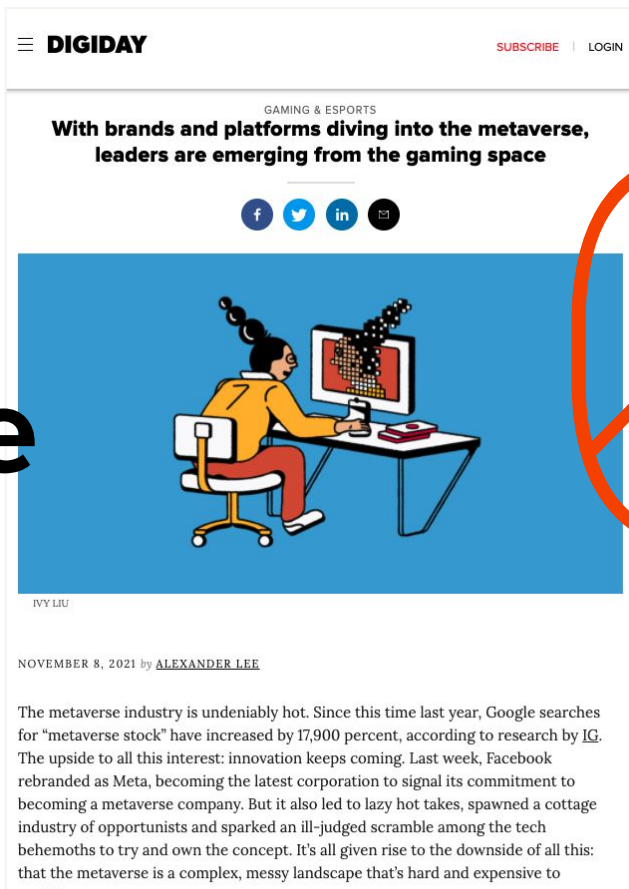 DIGIDAY
SUBSCRIBE | LOGIN
GAMING & ESPORTS
With brands and platforms diving into the metaverse,
leaders are emerging from the gaming space
f in
e
IVY LIU
NOVEMBER 8, 2021 by ALEXANDER LEE
The metaverse industry is undeniably hot. Since this time last year, Google searches
for “metaverse stock” have increased by 17,900 percent, according to research by IG.
The upside to all this interest: innovation keeps coming. Last week, Facebook
rebranded as Meta, becoming the latest corporation to signal its commitment to
becoming a metaverse company. But it also led to lazy hot takes, spawned a cottage
industry of opportunists and sparked an ill-judged scramble among the tech
behemoths to try and own the concept. It’s all given rise to the downside of all this:
that the metaverse is a complex, messy landscape that’s hard and expensive to